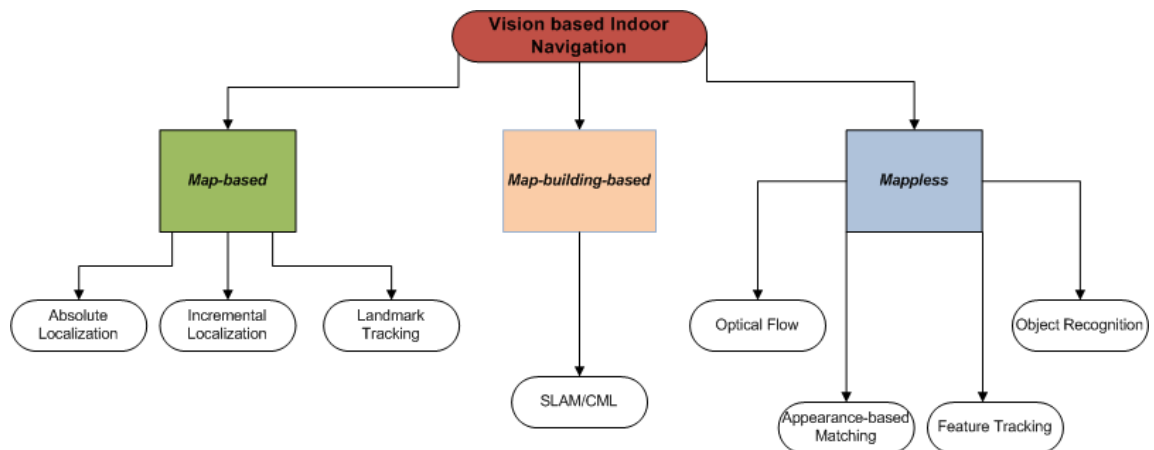 Vision based Indoor
Navigation
Map-based
Map-building-based
Mappless
Absolute
Localization
Incremental
Localization
Landmark
Tracking
Optical Flow
Object Recognition
SLAM/CML
Appearance-based
Matching
Feature Tracking